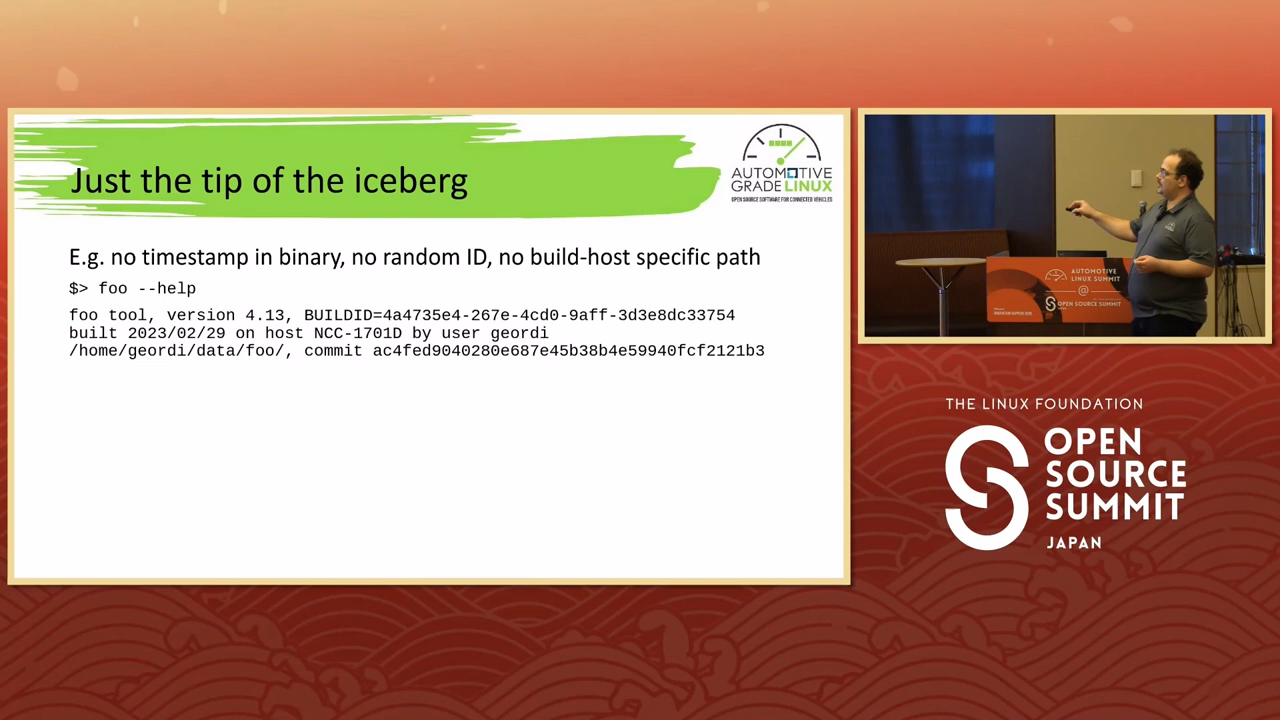 Just the tip of the iceberg
AUTOMOTIVE
GRADE LINUX
OPEN SOURCE SOFTWARE FOR CONNECTED VEHICLES
E.g. no timestamp in binary, no random ID, no build-host specific path
$> foo --help
foo tool, version 4.13, BUILDID=4a4735e4-267e-4cd0-9aff-3d3e8dc33754
built 2023/02/29 on host NCC-1701D by user geordi
/home/geordi/data/foo/, commit ac4fed9040280e687e45b38b4e59940fcf2121b3
AUTOMOTIVE
LINUX SUMMIT
@
OPEN SOURCE SUMMIT
THE LINUX FOUNDATION
OPEN
SOURCE
SUMMIT
JAPAN